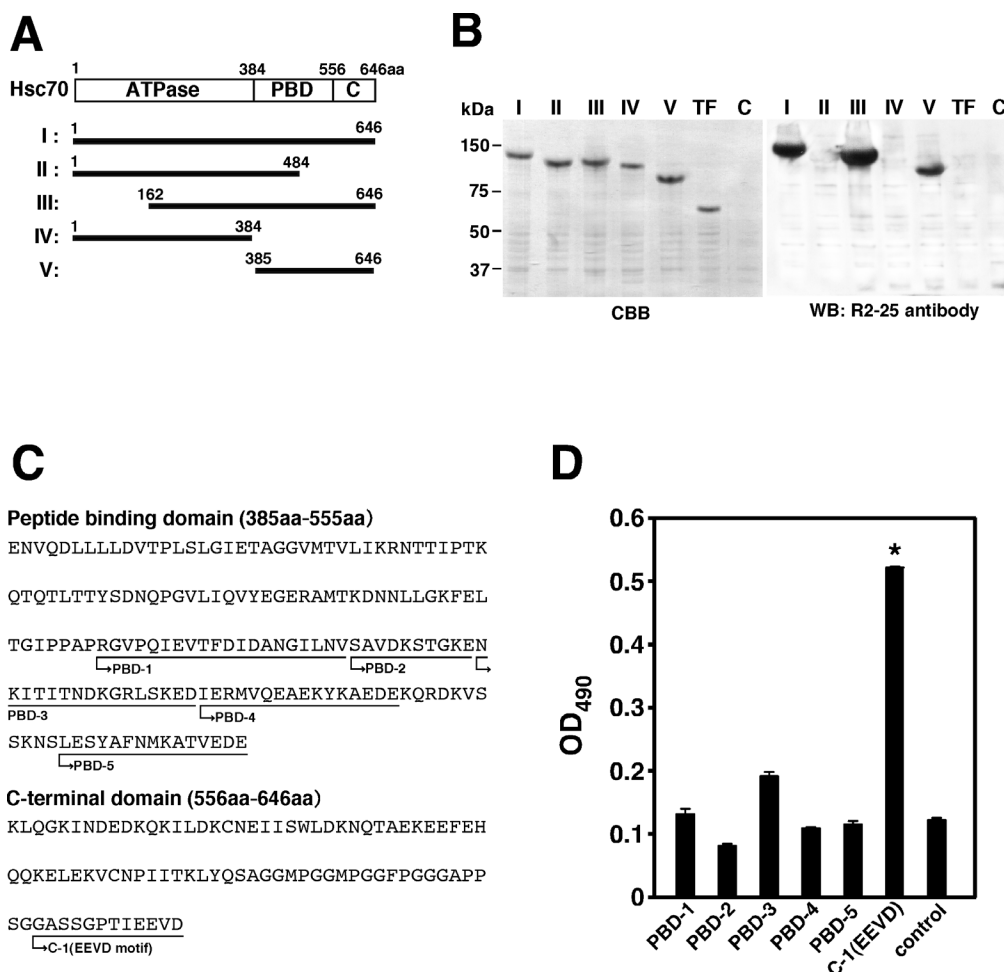 A
1 384 556 646aa
Hsc70 ATPase PBD C
I : 1 646
II : 1 484
III: 162 646
IV: 1 384
V: 385 646
B
kDa I II III IV V TF C I II III IV V TF C
150
75
50
37
CBB
WB: R2-25 antibody
C
Peptide binding domain (385aa-555aa)
ENVQDLLLLDVTPLSLGIETAGGVMTVLIKRNTTIPTK
QTQTLTTYSDNQPGVLIQVYEGERAMTKDNNLLGKFEL
TGIPPAPRGVPQIEVTFDIDANGILNVSAVDKSTGKEN
PBD-1 PBD-2
KITITNDKGRLSKEDIERMVQEAEKYKAEDEKQRDKVS
PBD-3 PBD-4
SKNSLESYAFNMKATVEDE
PBD-5
C-terminal domain (556aa-646aa)
KLQGKINDEDKQKILDKCNEIISWLDKNQTAEKEEFEH
QQKELEKVCNPIITKLYQSAGGMPGGMPGGFPGGGAPP
SGGASSGPTIEEVD
C-1(EEVD motif)
D
OD490
0.6
0.5
0.4
0.3
0.2
0.1
0
*
PBD-1
PBD-2
PBD-3
PBD-4
PBD-5
C-1(EEVD)
control